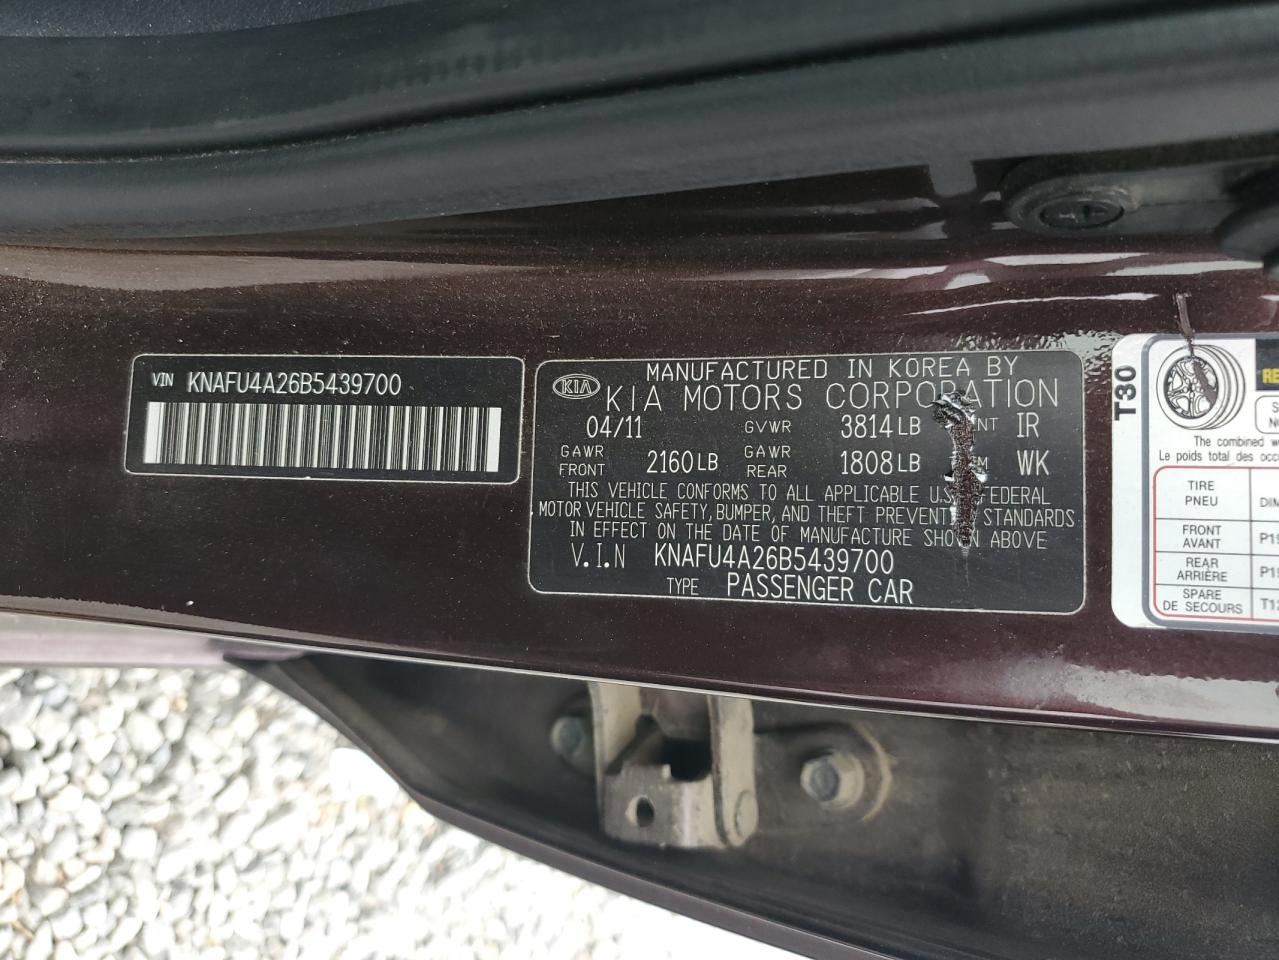 VIN KNAFU4A26B5439700
KIA
MANUFACTURED IN KOREA BY
KIA MOTORS CORPORATION
04/11 GVWR 3814 LB IR
GAWR FRONT 2160 LB GAWR REAR 1808 LB WK
THIS VEHICLE CONFORMS TO ALL APPLICABLE U.S. FEDERAL
MOTOR VEHICLE SAFETY, BUMPER, AND THEFT PREVENTION STANDARDS
IN EFFECT ON THE DATE OF MANUFACTURE SHOWN ABOVE
V.I.N KNAFU4A26B5439700
TYPE PASSENGER CAR
T30
The combined
Le poids total des
TIRE
PNEU
FRONT
AVANT
REAR
ARRIÈRE
SPARE
DE SECOURS